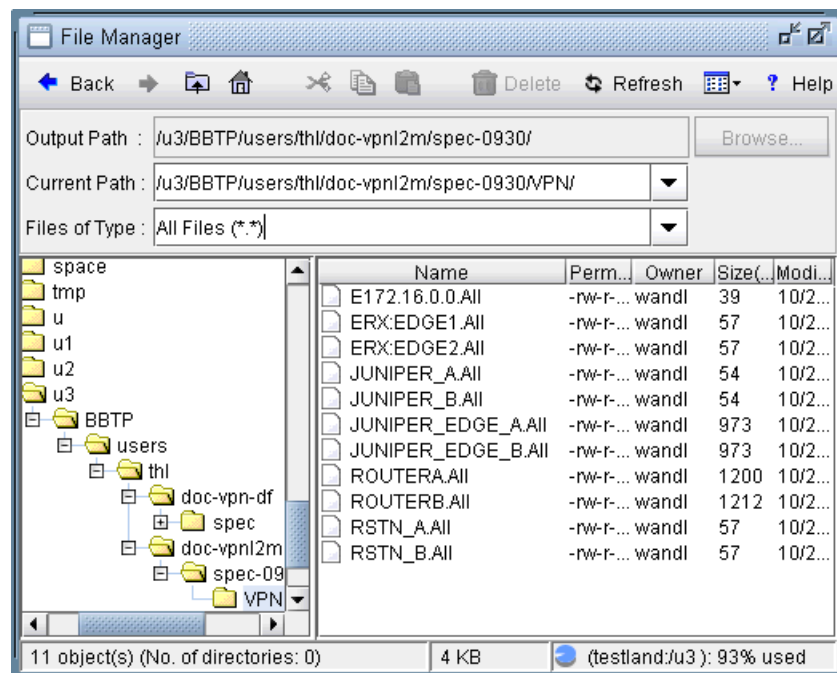 File Manager
Back Delete Refresh ? Help
Output Path : /u3/BBTP/users/thl/doc-vpnl2m/spec-0930/ Browse...
Current Path : /u3/BBTP/users/thl/doc-vpnl2m/spec-0930/VPN/
Files of Type : All Files (*.*)
space
tmp
u
u1
u2
u3
BBTP
users
thl
doc-vpn-df
spec
doc-vpnl2m
spec-09
VPN
Name Perm... Owner Size(... Modi...
E172.16.0.0.All -rw-r-... wandl 39 10/2...
ERX:EDGE1.All -rw-r-... wandl 57 10/2...
ERX:EDGE2.All -rw-r-... wandl 57 10/2...
JUNIPER_A.All -rw-r-... wandl 54 10/2...
JUNIPER_B.All -rw-r-... wandl 54 10/2...
JUNIPER_EDGE_A.All -rw-r-... wandl 973 10/2...
JUNIPER_EDGE_B.All -rw-r-... wandl 973 10/2...
ROUTERA.All -rw-r-... wandl 1200 10/2...
ROUTERB.All -rw-r-... wandl 1212 10/2...
RSTN_A.All -rw-r-... wandl 57 10/2...
RSTN_B.All -rw-r-... wandl 57 10/2...
11 object(s) (No. of directories: 0) 4 KB (testland:/u3 ): 93% used